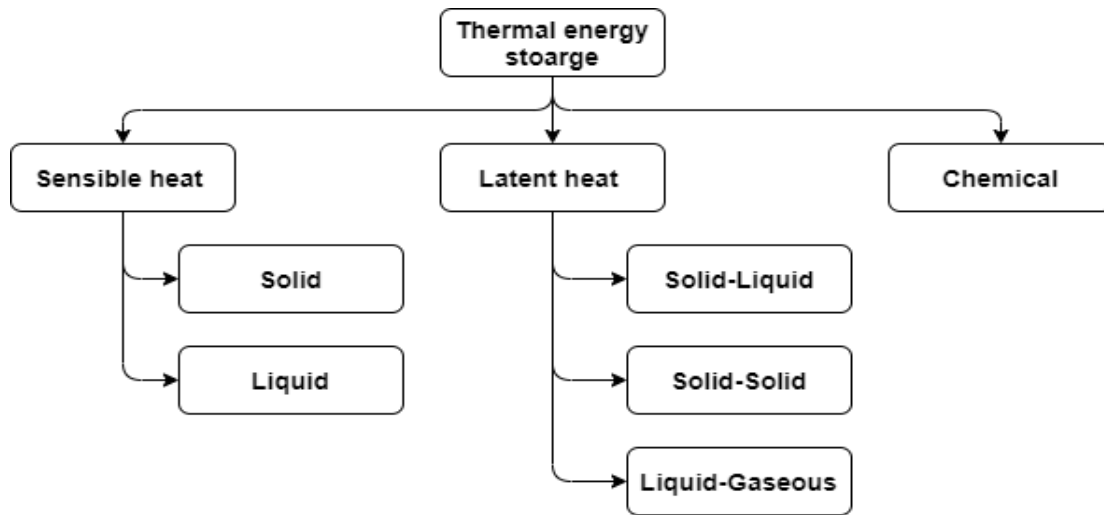 Thermal energy
stoarge
Sensible heat
Latent heat
Chemical
Solid
Solid-Liquid
Liquid
Solid-Solid
Liquid-Gaseous